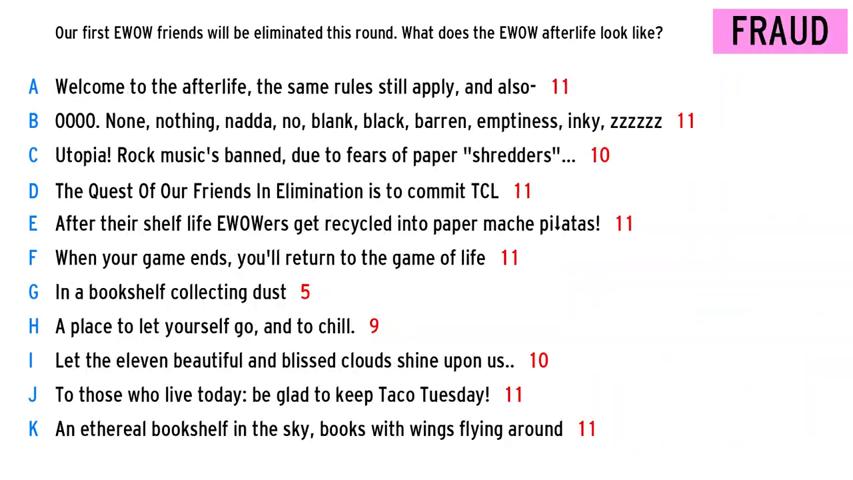 Our first EWOW friends will be eliminated this round. What does the EWOW afterlife look like?
FRAUD
A Welcome to the afterlife, the same rules still apply, and also- 11
B 0000. None, nothing, nadda, no, blank, black, barren, emptiness, inky, zzzzzz 11
C Utopia! Rock music's banned, due to fears of paper "shredders"... 10
D The Quest Of Our Friends In Elimination is to commit TCL 11
E After their shelf life EWOWers get recycled into paper mache pi⇃atas! 11
F When your game ends, you'll return to the game of life 11
G In a bookshelf collecting dust 5
H A place to let yourself go, and to chill. 9
I Let the eleven beautiful and blissed clouds shine upon us.. 10
J To those who live today: be glad to keep Taco Tuesday! 11
K An ethereal bookshelf in the sky, books with wings flying around 11